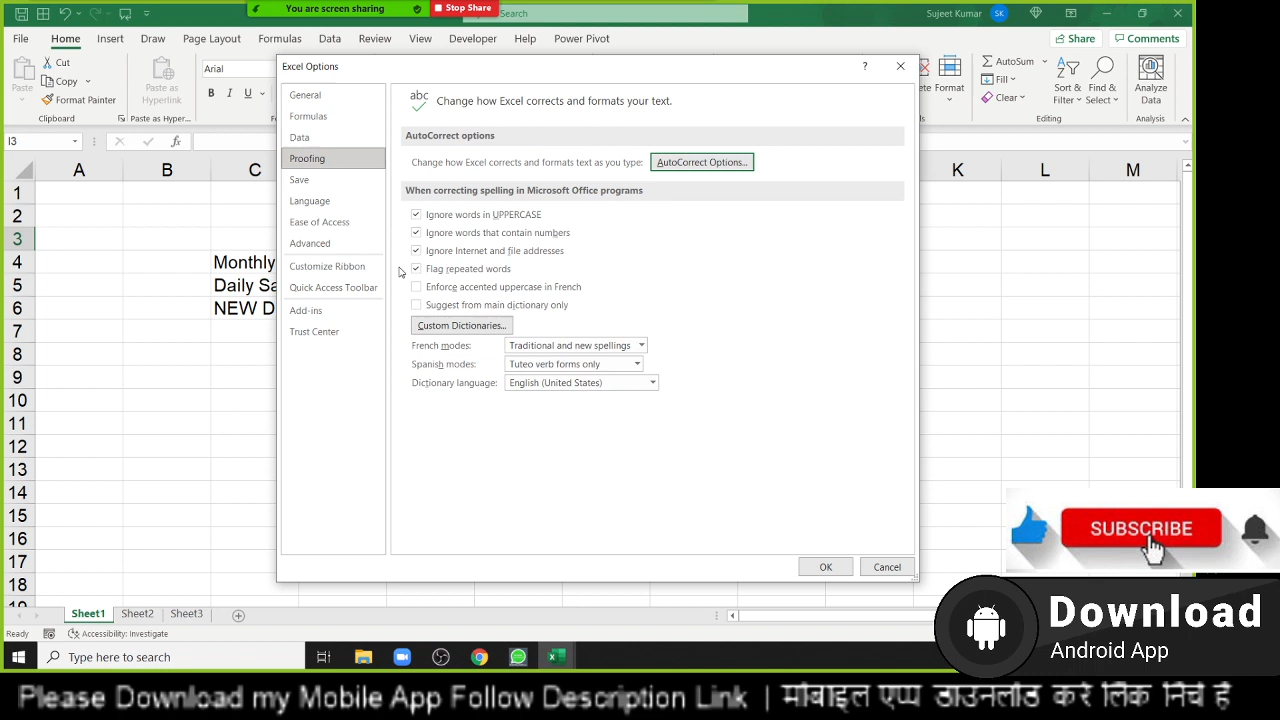 You are screen sharing
Stop Share
Search
Sujeet Kumar
SK
File
Home
Insert
Draw
Page Layout
Formulas
Data
Review
View
Developer
Help
Power Pivot
Share
Comments
Paste
Cut
Copy
Format Painter
Clipboard
Paste as Hyperlink
Paste as Hyper...
Arial
B I U
Format
AutoSum
Fill
Clear
Sort & Filter
Find & Select
Editing
Analyze Data
Analysis
I3
fx
A B C K L M
1
2
3
4 Monthly
5 Daily Sa
6 NEW D
7
8
9
10
11
12
13
14
15
16
17
18
19
Excel Options
?
General
Formulas
Data
Proofing
Save
Language
Ease of Access
Advanced
Customize Ribbon
Quick Access Toolbar
Add-ins
Trust Center
abc
Change how Excel corrects and formats your text.
AutoCorrect options
Change how Excel corrects and formats text as you type:
AutoCorrect Options...
When correcting spelling in Microsoft Office programs
Ignore words in UPPERCASE
Ignore words that contain numbers
Ignore Internet and file addresses
Flag repeated words
Enforce accented uppercase in French
Suggest from main dictionary only
Custom Dictionaries...
French modes: Traditional and new spellings
Spanish modes: Tuteo verb forms only
Dictionary language: English (United States)
OK
Cancel
SUBSCRIBE
Download
Android App
Sheet1
Sheet2
Sheet3
Ready
Accessibility: Investigate
Type here to search
Please Download my Mobile App Follow Description Link | मोबाइल एप्प डाउनलोड करे लिंक निचे है